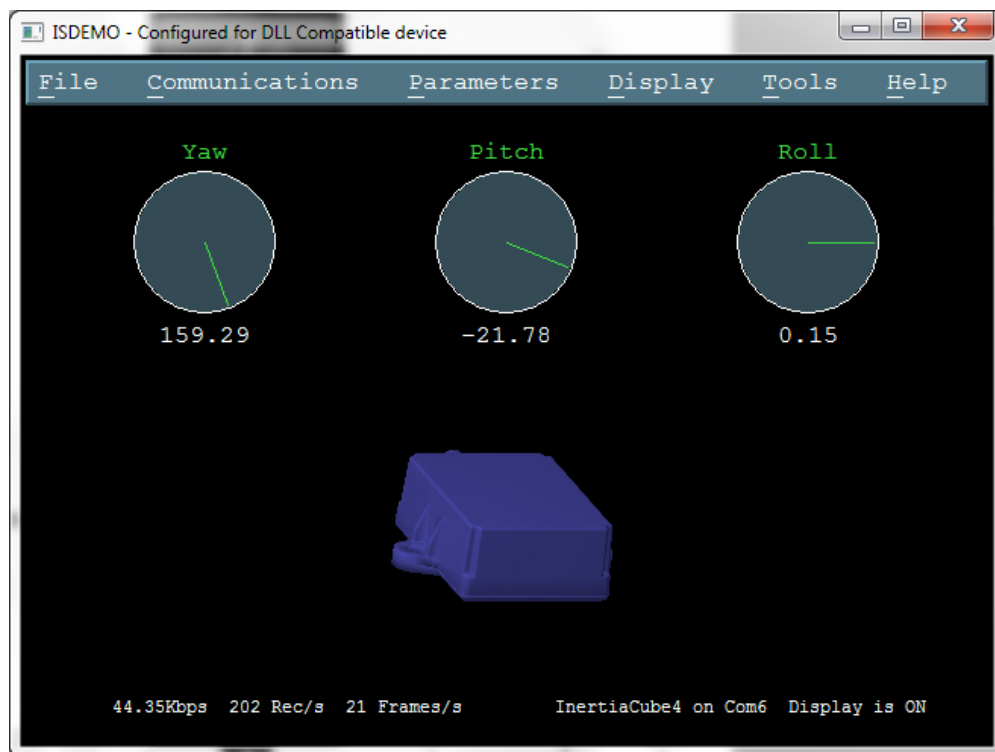 ISDEMO - Configured for DLL Compatible device
File Communications Parameters Display Tools Help
Yaw Pitch Roll
159.29 -21.78 0.15
44.35Kbps 202 Rec/s 21 Frames/s InertiaCube4 on Com6 Display is ON